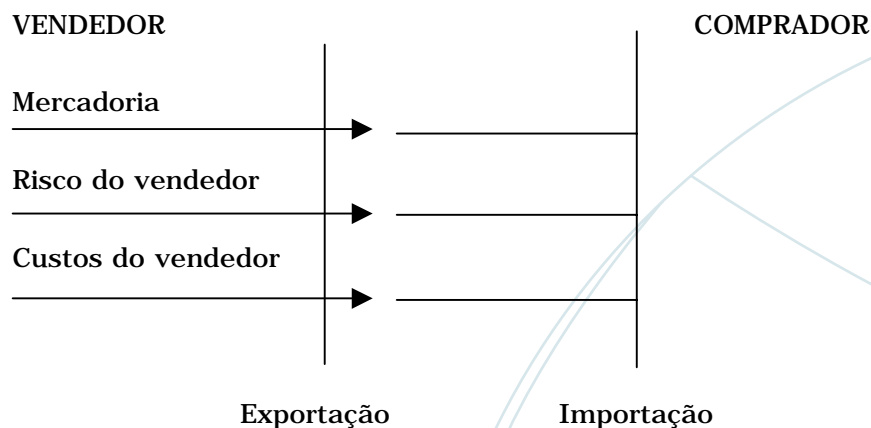 VENDEDOR COMPRADOR
Mercadoria
Risco do vendedor
Custos do vendedor
Exportação Importação